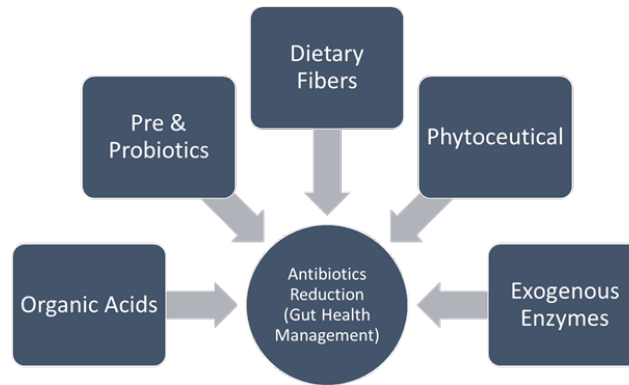 Dietary
Fibers
Pre &
Probiotics
Phytoceutical
Organic Acids
Antibiotics
Reduction
(Gut Health
Management)
Exogenous
Enzymes